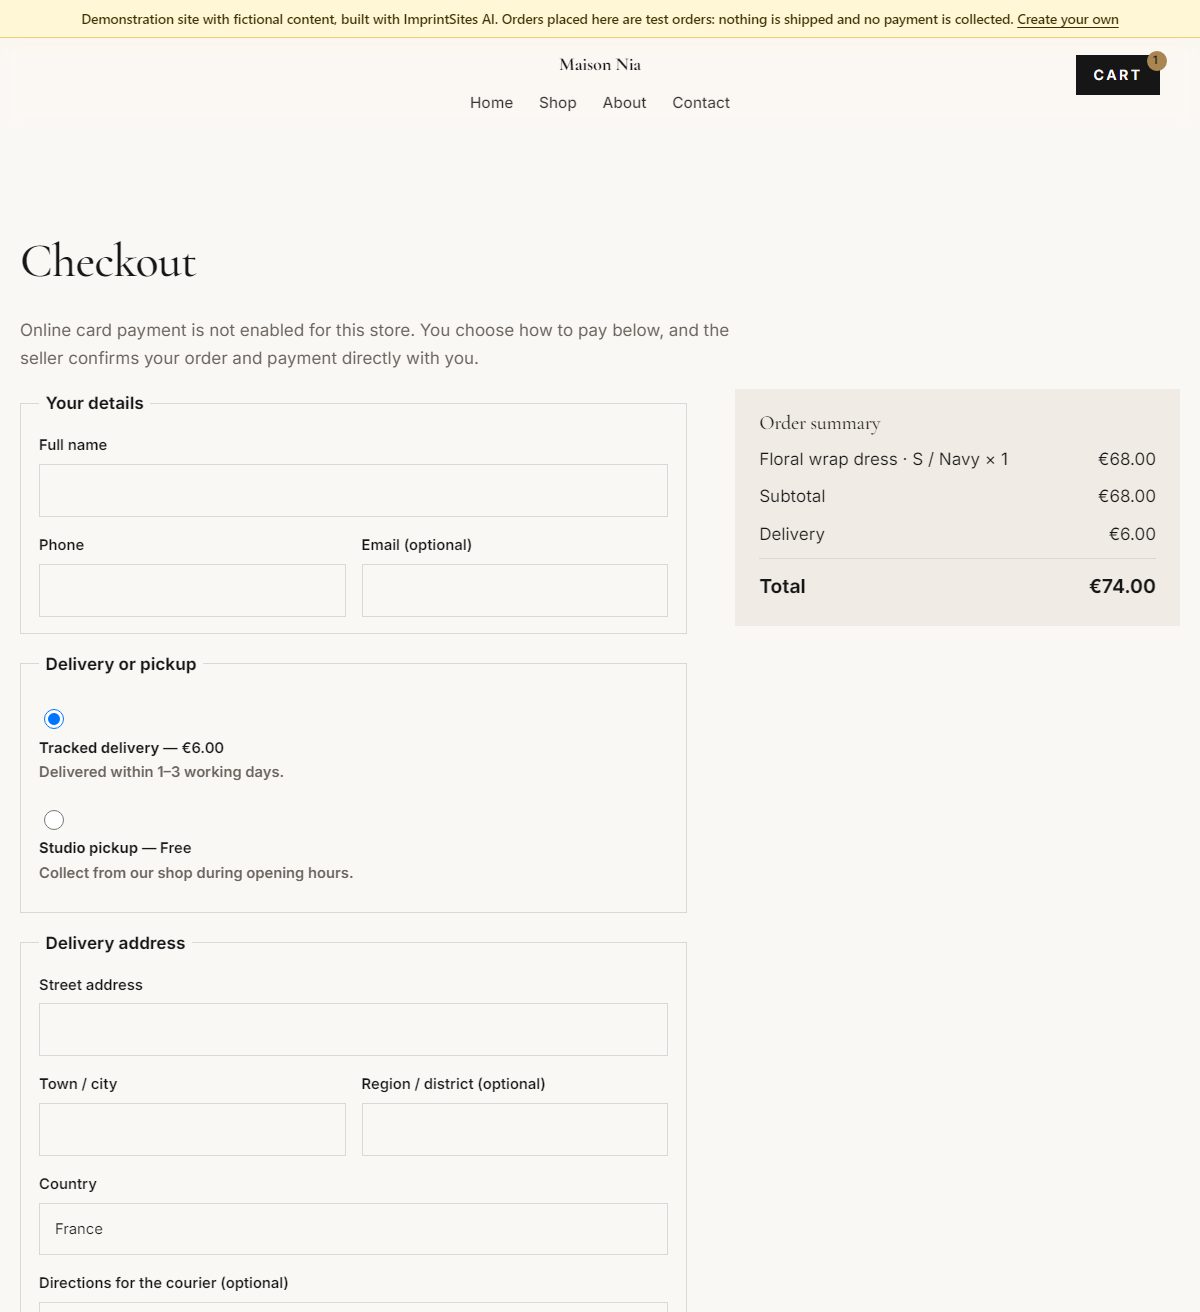 Demonstration site with fictional content, built with ImprintSites AI. Orders placed here are test orders: nothing is shipped and no payment is collected. Create your own
Maison Nia
CART
1
Home Shop About Contact
Checkout
Online card payment is not enabled for this store. You choose how to pay below, and the
seller confirms your order and payment directly with you.
Your details
Full name
Phone
Email (optional)
Delivery or pickup
Tracked delivery — €6.00
Delivered within 1–3 working days.
Studio pickup — Free
Collect from our shop during opening hours.
Delivery address
Street address
Town / city
Region / district (optional)
Country
France
Directions for the courier (optional)
Order summary
Floral wrap dress · S / Navy × 1 €68.00
Subtotal €68.00
Delivery €6.00
Total €74.00